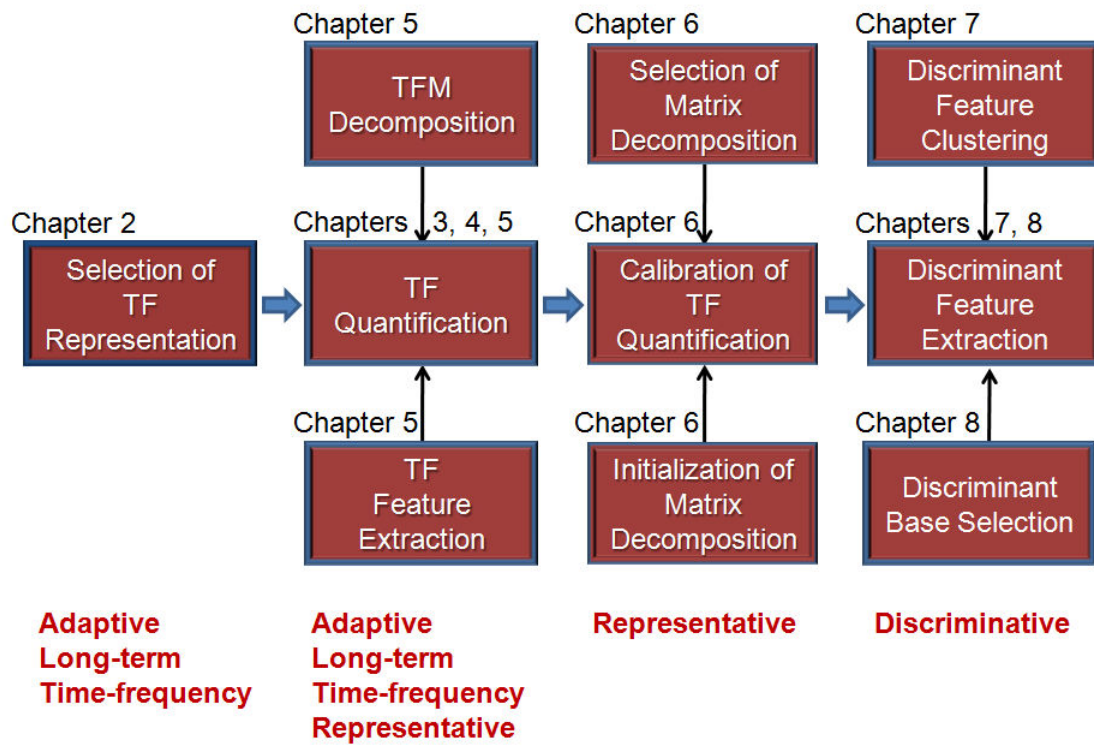 Chapter 5
TFM
Decomposition
Chapter 6
Selection of
Matrix
Decomposition
Chapter 7
Discriminant
Feature
Clustering
Chapter 2
Selection of
TF
Representation
Chapters 3, 4, 5
TF
Quantification
Chapter 6
Calibration of
TF
Quantification
Chapters 7, 8
Discriminant
Feature
Extraction
Chapter 5
TF
Feature
Extraction
Chapter 6
Initialization of
Matrix
Decomposition
Chapter 8
Discriminant
Base Selection
Adaptive
Long-term
Time-frequency
Adaptive
Long-term
Time-frequency
Representative
Representative
Discriminative